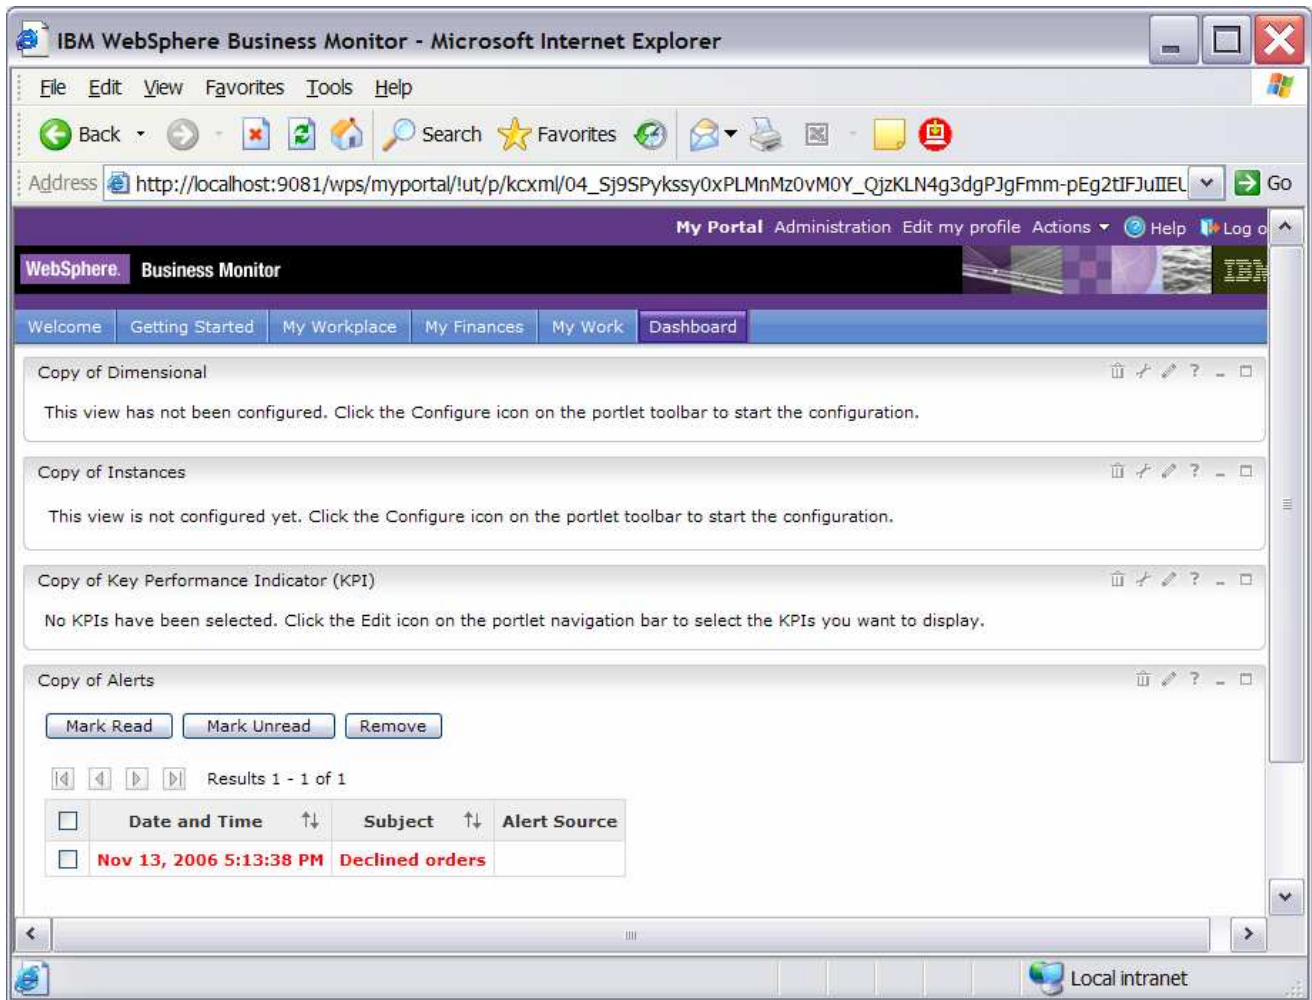 IBM WebSphere Business Monitor - Microsoft Internet Explorer
File Edit View Favorites Tools Help
Back Search Favorites
Address http://localhost:9081/wps/myportal/!ut/p/kcxml/04_Sj9SPykssy0xPLMnMz0vM0Y_QjzKLN4g3dgPJgFmm-pEg2tIFJuIIEU Go
My Portal Administration Edit my profile Actions Help Log o
WebSphere. Business Monitor IBM
Welcome Getting Started My Workplace My Finances My Work Dashboard
Copy of Dimensional
This view has not been configured. Click the Configure icon on the portlet toolbar to start the configuration.
Copy of Instances
This view is not configured yet. Click the Configure icon on the portlet toolbar to start the configuration.
Copy of Key Performance Indicator (KPI)
No KPIs have been selected. Click the Edit icon on the portlet navigation bar to select the KPIs you want to display.
Copy of Alerts
Mark Read Mark Unread Remove
Results 1 - 1 of 1
Date and Time Subject Alert Source
Nov 13, 2006 5:13:38 PM Declined orders
Local intranet